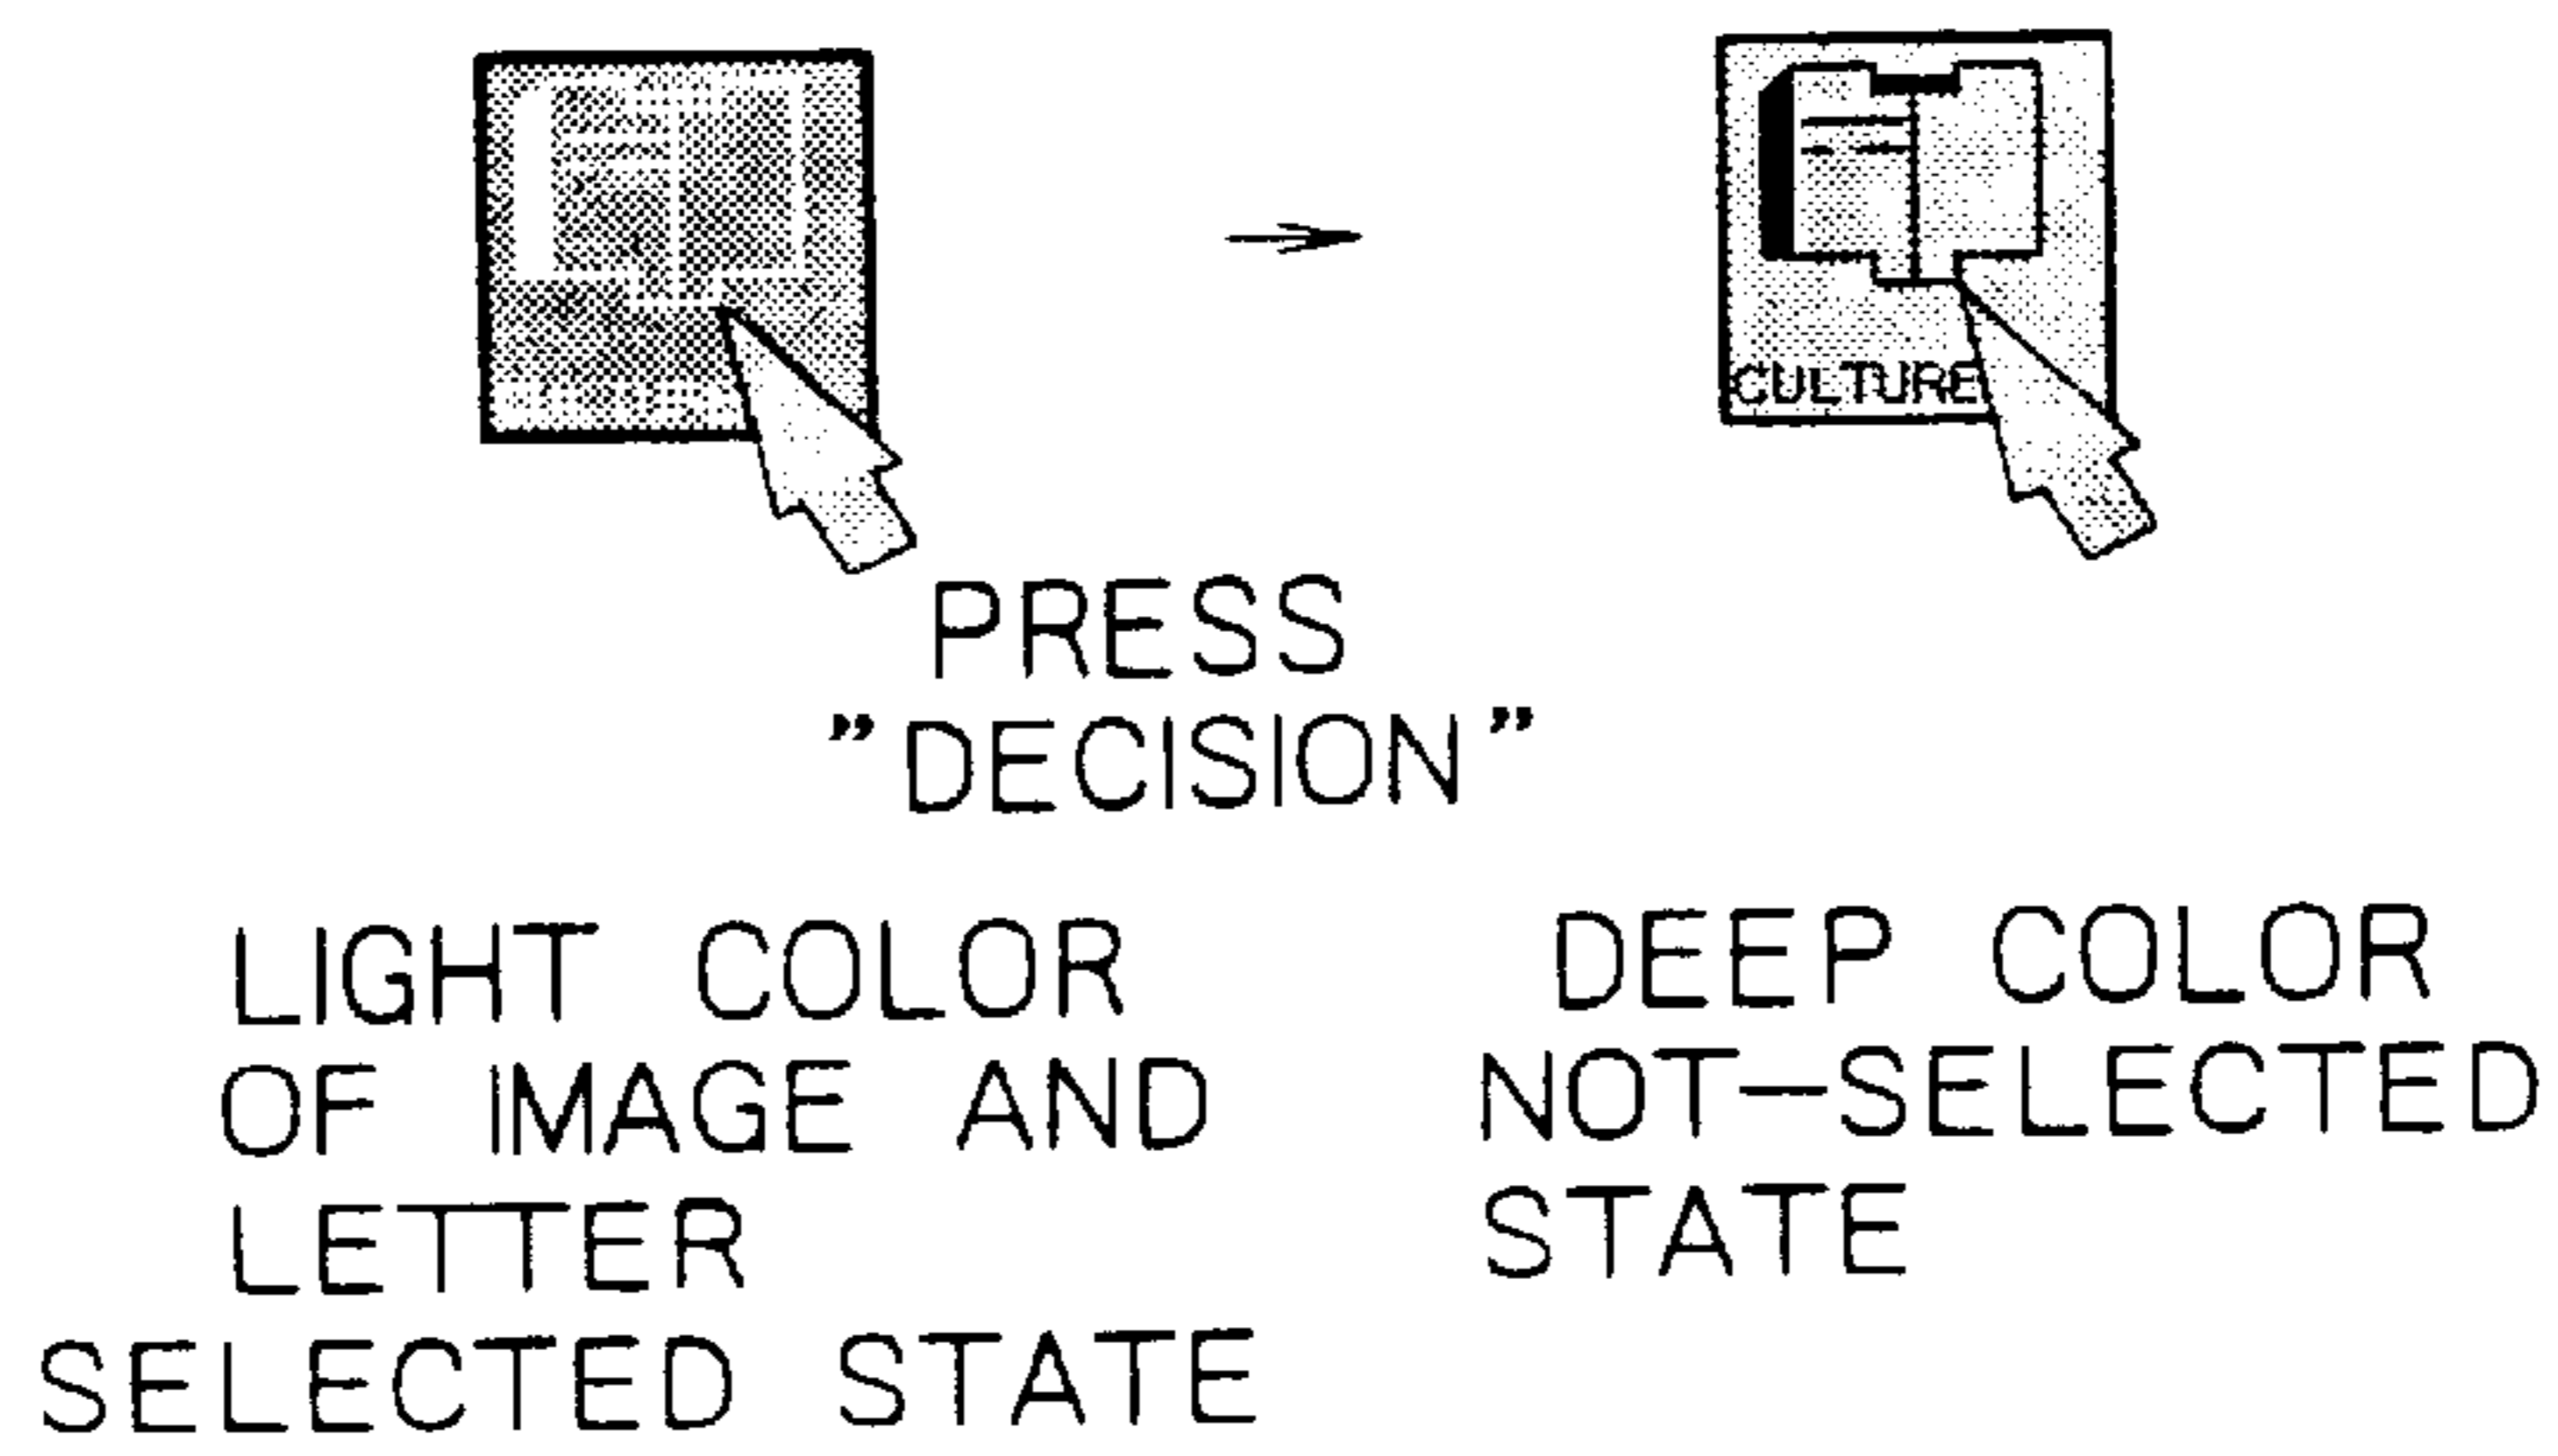 CULTURE
PRESS
”DECISION”
LIGHT COLOR
OF IMAGE AND
LETTER
SELECTED STATE
DEEP COLOR
NOT-SELECTED
STATE